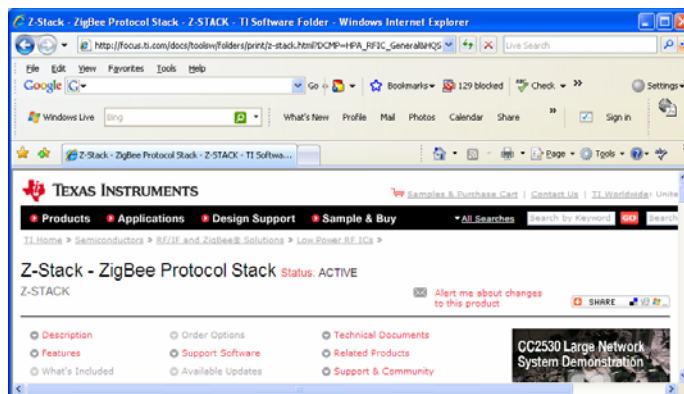 Z-Stack - ZigBee Protocol Stack - Z-STACK - TI Software Folder - Windows Internet Explorer
http://focus.ti.com/docs/toolsw/folders/print/z-stack.html?DCMP=HPA_RFIC_General&HQS
Live Search
File Edit View Favorites Tools Help
Google G Go Bookmarks 129 blocked Check Settings
Windows Live Bing What's New Profile Mail Photos Calendar Share Sign in
Z-Stack - ZigBee Protocol Stack - Z-STACK - TI Softwa... Page Tools
TEXAS INSTRUMENTS Samples & Purchase Cart | Contact Us | TI Worldwide: Unite
Products Applications Design Support Sample & Buy All Searches Search by Keyword GO Search
TI Home > Semiconductors > RF/IF and ZigBee® Solutions > Low Power RF ICs >
Z-Stack - ZigBee Protocol Stack Status: ACTIVE
Z-STACK
Alert me about changes
to this product
SHARE
Description Order Options Technical Documents
Features Support Software Related Products
What's Included Available Updates Support & Community
CC2530 Large Network
System Demonstration